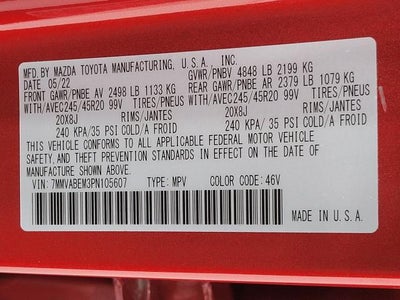 MFD. BY MAZDA TOYOTA MANUFACTURING, U.S.A., INC.
DATE 05/22 GVWR/PNBV 4848 LB 2199 KG
FRONT GAWR/PNBE AV 2498 LB 1133 KG REAR GAWR/PNBE AR 2379 LB 1079 KG
WITH/AVEC 245/45R20 99V TIRES/PNEUS WITH/AVEC 245/45R20 99V TIRES/PNEUS
20X8J RIMS/JANTES 20X8J RIMS/JANTES
240 KPA/ 35 PSI COLD/A FROID 240 KPA/ 35 PSI COLD/A FROID
THIS VEHICLE CONFORMS TO ALL APPLICABLE FEDERAL MOTOR VEHICLE
SAFETY, AND THEFT PREVENTION STANDARDS IN EFFECT ON THE DATE OF
MANUFACTURE SHOWN ABOVE.
VIN: 7MMVABEM3PN105607 TYPE: MPV COLOR CODE: 46V
MADE IN U.S.A.